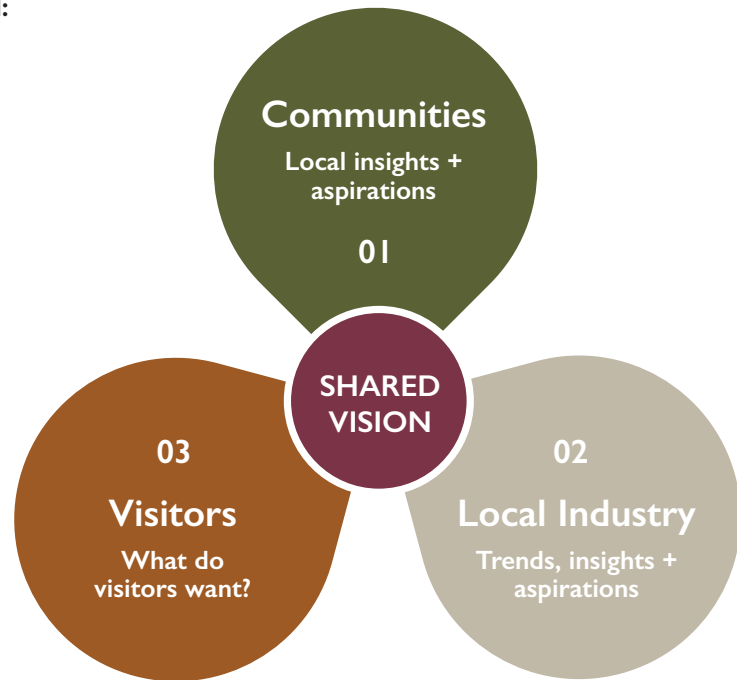 Communities
Local insights +
aspirations
01
SHARED
VISION
03
Visitors
What do
visitors want?
02
Local Industry
Trends, insights +
aspirations